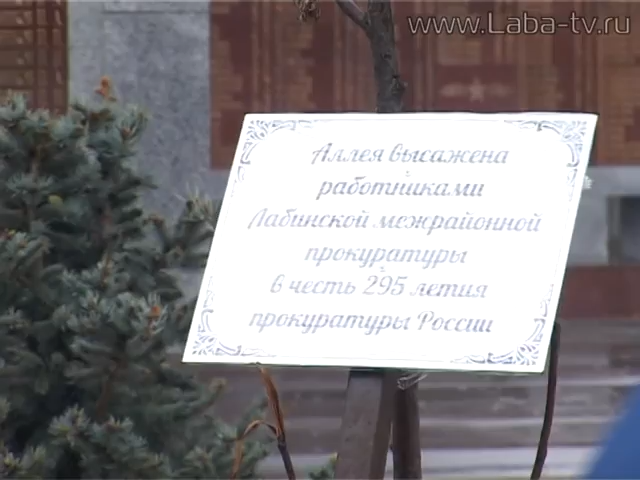 www.Laba-tv.ru
Аллея высажена
работниками
Лабинской межрайонной
прокуратуры
в честь 295 летия
прокуратуры России